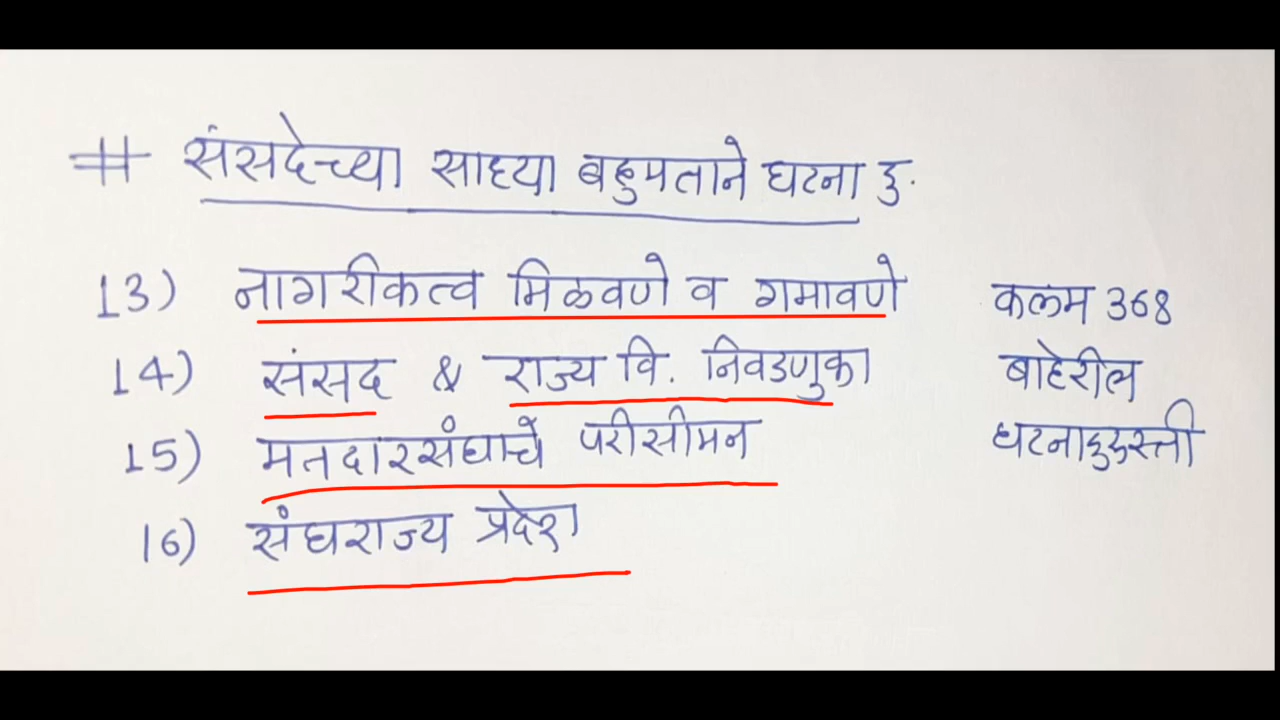 # संसदेच्या साध्या बहुमताने घटना दु.
13) नागरीकत्व मिळवणे व गमावणे
14) संसद & राज्य वि. निवडणुका
15) मतदारसंघाचे परीसीमन
16) संघराज्य प्रदेश
कलम 368
बाहेरील
घटनादुरुस्ती